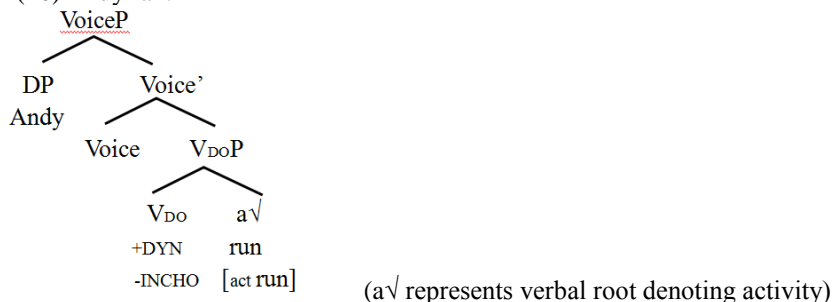 VoiceP
DP Voice’
Andy
Voice VDOP
VDO a√
+DYN run
-INCHO [act run]
(a√ represents verbal root denoting activity)